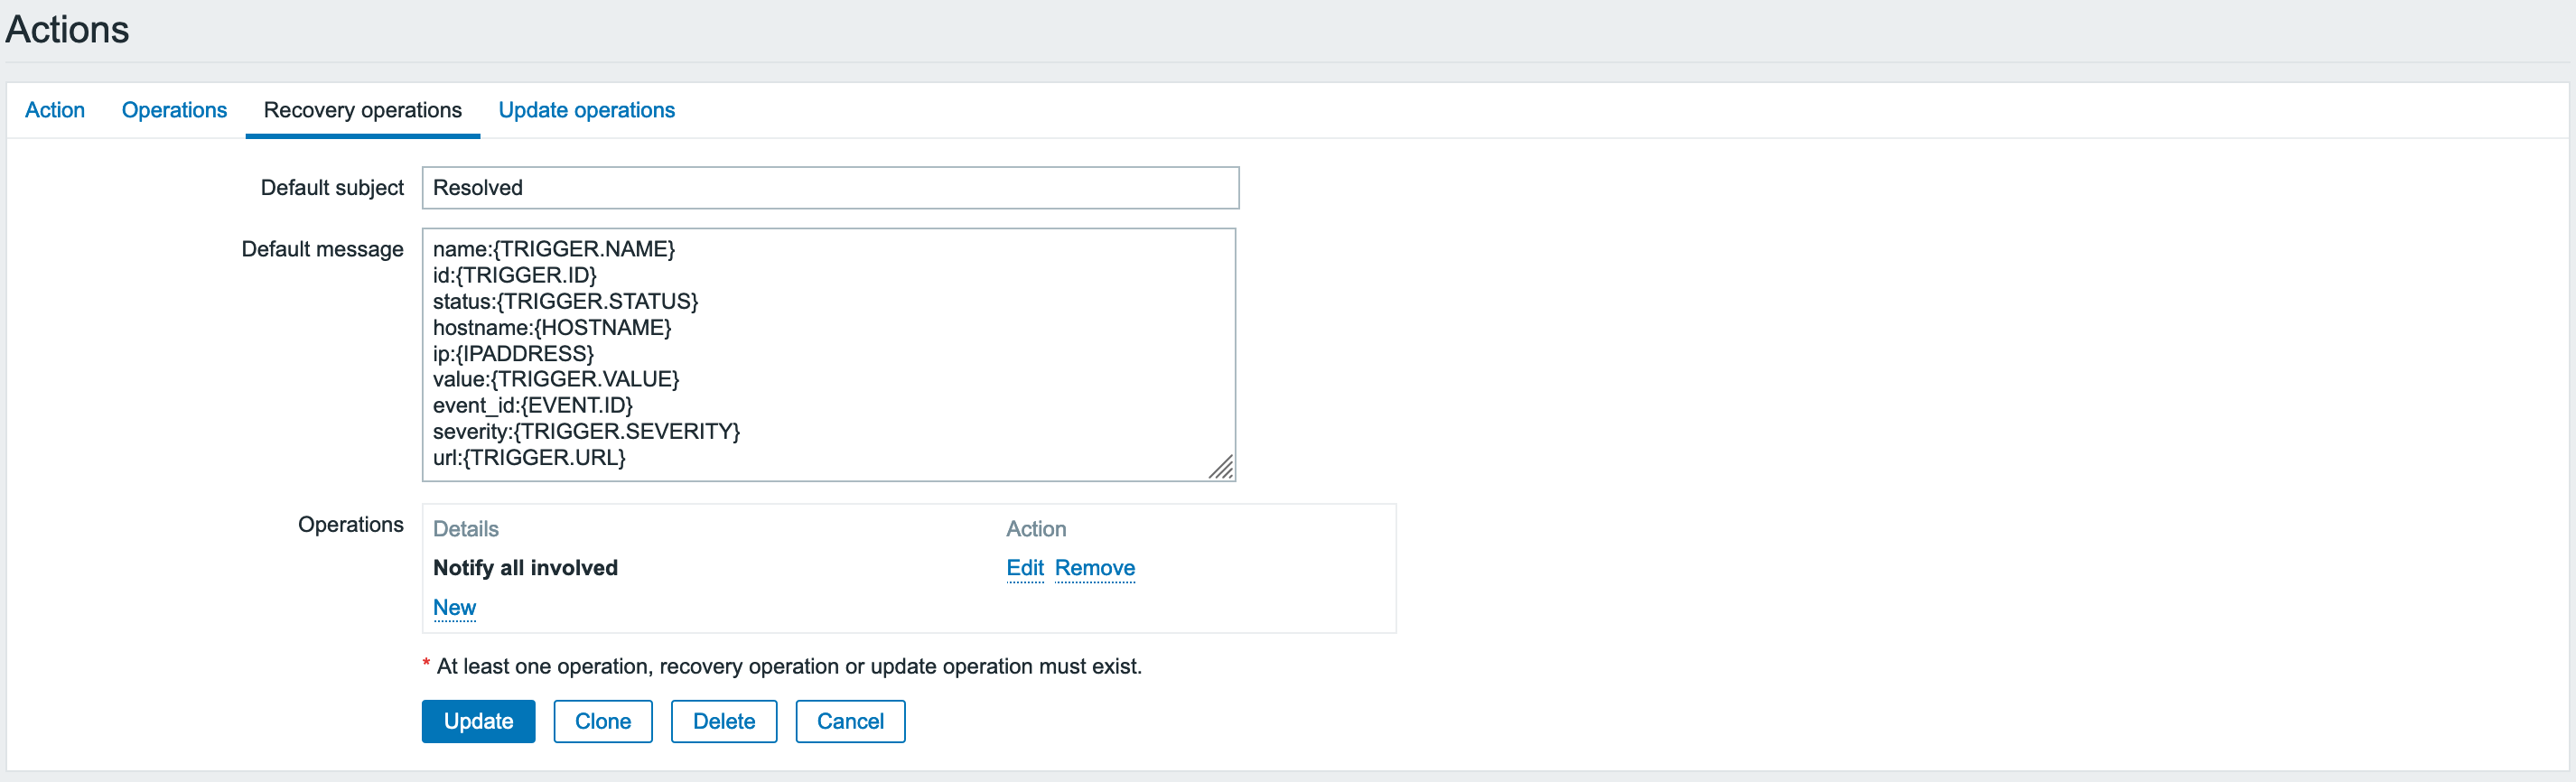 Actions
Action Operations Recovery operations Update operations
Default subject Resolved
Default message name:{TRIGGER.NAME}
id:{TRIGGER.ID}
status:{TRIGGER.STATUS}
hostname:{HOSTNAME}
ip:{IPADDRESS}
value:{TRIGGER.VALUE}
event_id:{EVENT.ID}
severity:{TRIGGER.SEVERITY}
url:{TRIGGER.URL}
Operations Details Action
Notify all involved Edit Remove
New
* At least one operation, recovery operation or update operation must exist.
Update Clone Delete Cancel